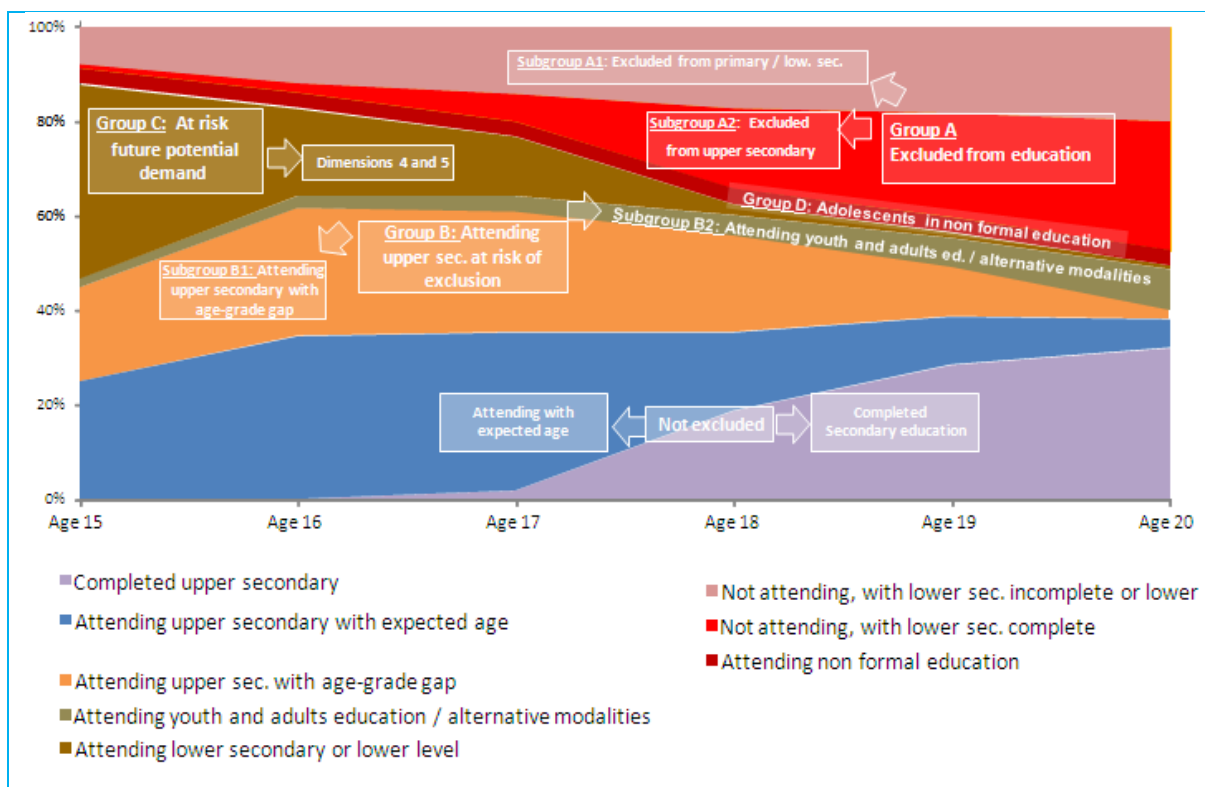 100%
80%
60%
40%
20%
0%
Subgroup A1: Excluded from primary / low. sec.
Group C: At risk
future potential
demand
Dimensions 4 and 5
Subgroup A2: Excluded
from upper secondary
Group A
Excluded from education
Group D: Adolescents in non formal education
Subgroup B2: Attending youth and adults ed. / alternative modalities
Group B: Attending
upper sec. at risk of
exclusion
Subgroup B1: Attending
upper secondary with
age-grade gap
Attending with
expected age
Not excluded
Completed
Secondary education
Age 15
Age 16
Age 17
Age 18
Age 19
Age 20
Completed upper secondary
Attending upper secondary with expected age
Attending upper sec. with age-grade gap
Attending youth and adults education / alternative modalities
Attending lower secondary or lower level
Not attending, with lower sec. incomplete or lower
Not attending, with lower sec. complete
Attending non formal education